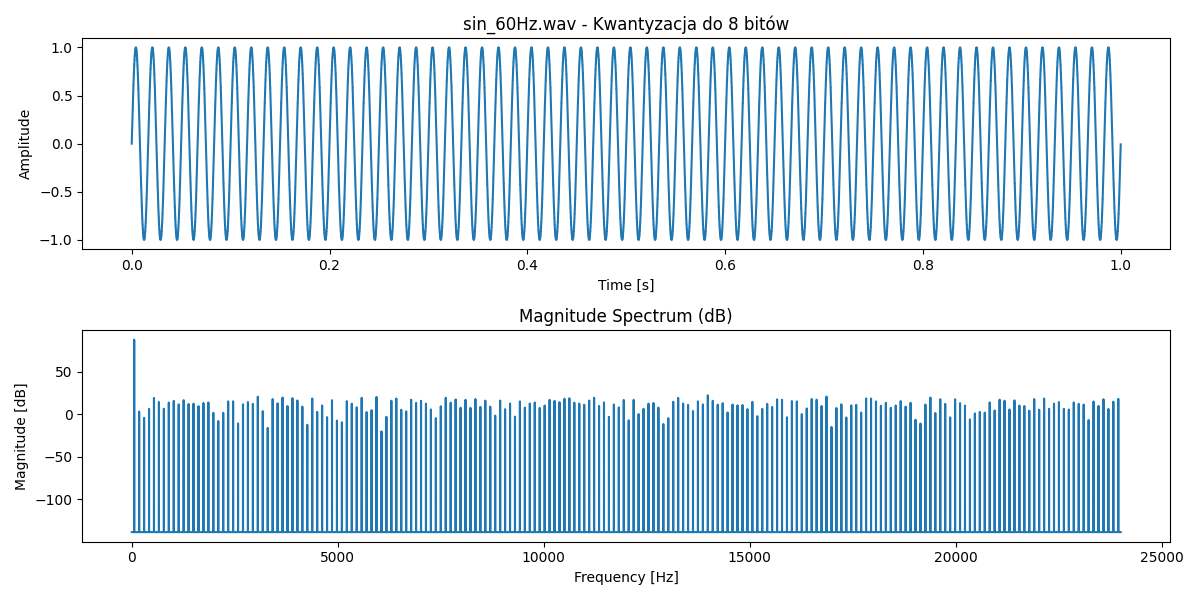 sin_60Hz.wav - Kwantyzacja do 8 bitów
1.0
0.5
0.0
−0.5
−1.0
Amplitude
0.0 0.2 0.4 0.6 0.8 1.0
Time [s]
Magnitude Spectrum (dB)
50
0
−50
−100
Magnitude [dB]
0 5000 10000 15000 20000 25000
Frequency [Hz]